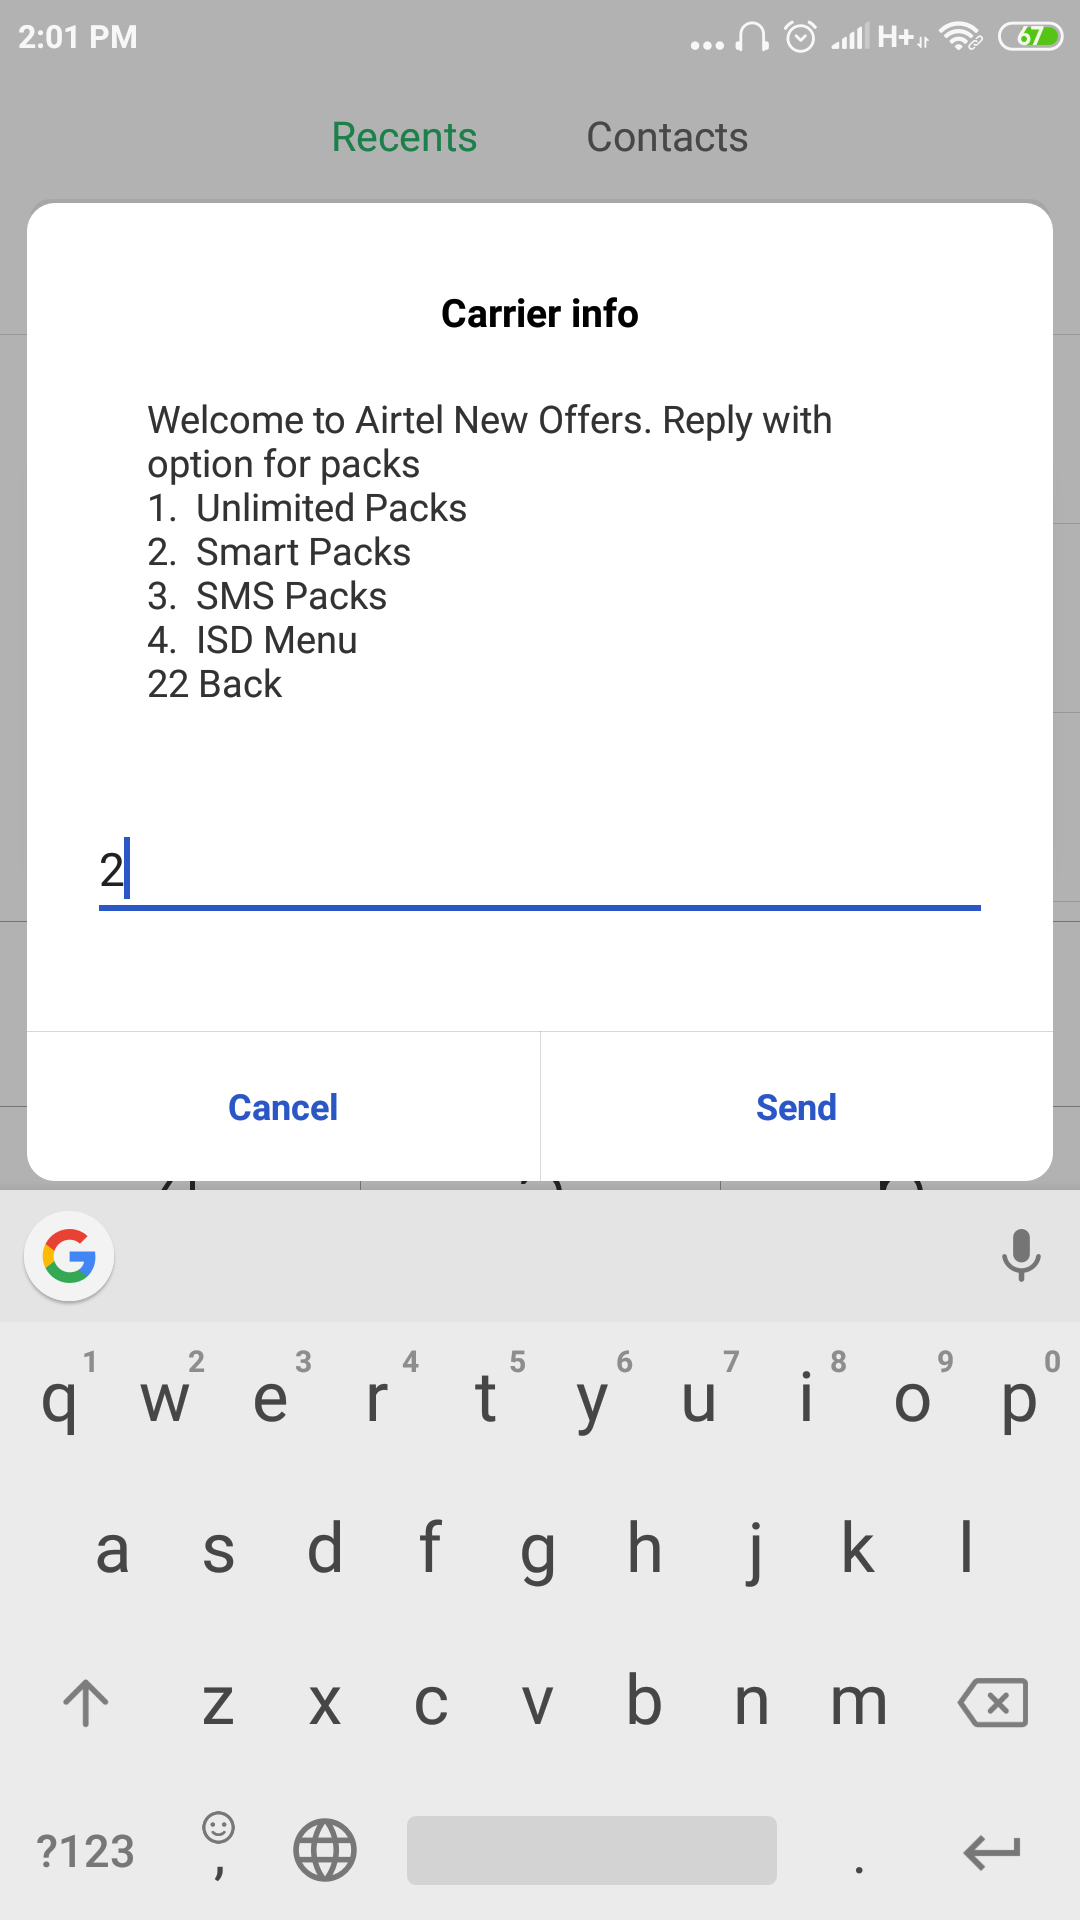 2:01 PM
H+
67
Recents Contacts
Carrier info
Welcome to Airtel New Offers. Reply with
option for packs
1. Unlimited Packs
2. Smart Packs
3. SMS Packs
4. ISD Menu
22 Back
2
Cancel Send
1 2 3 4 5 6 7 8 9 0
q w e r t y u i o p
a s d f g h j k l
z x c v b n m
?123 , .